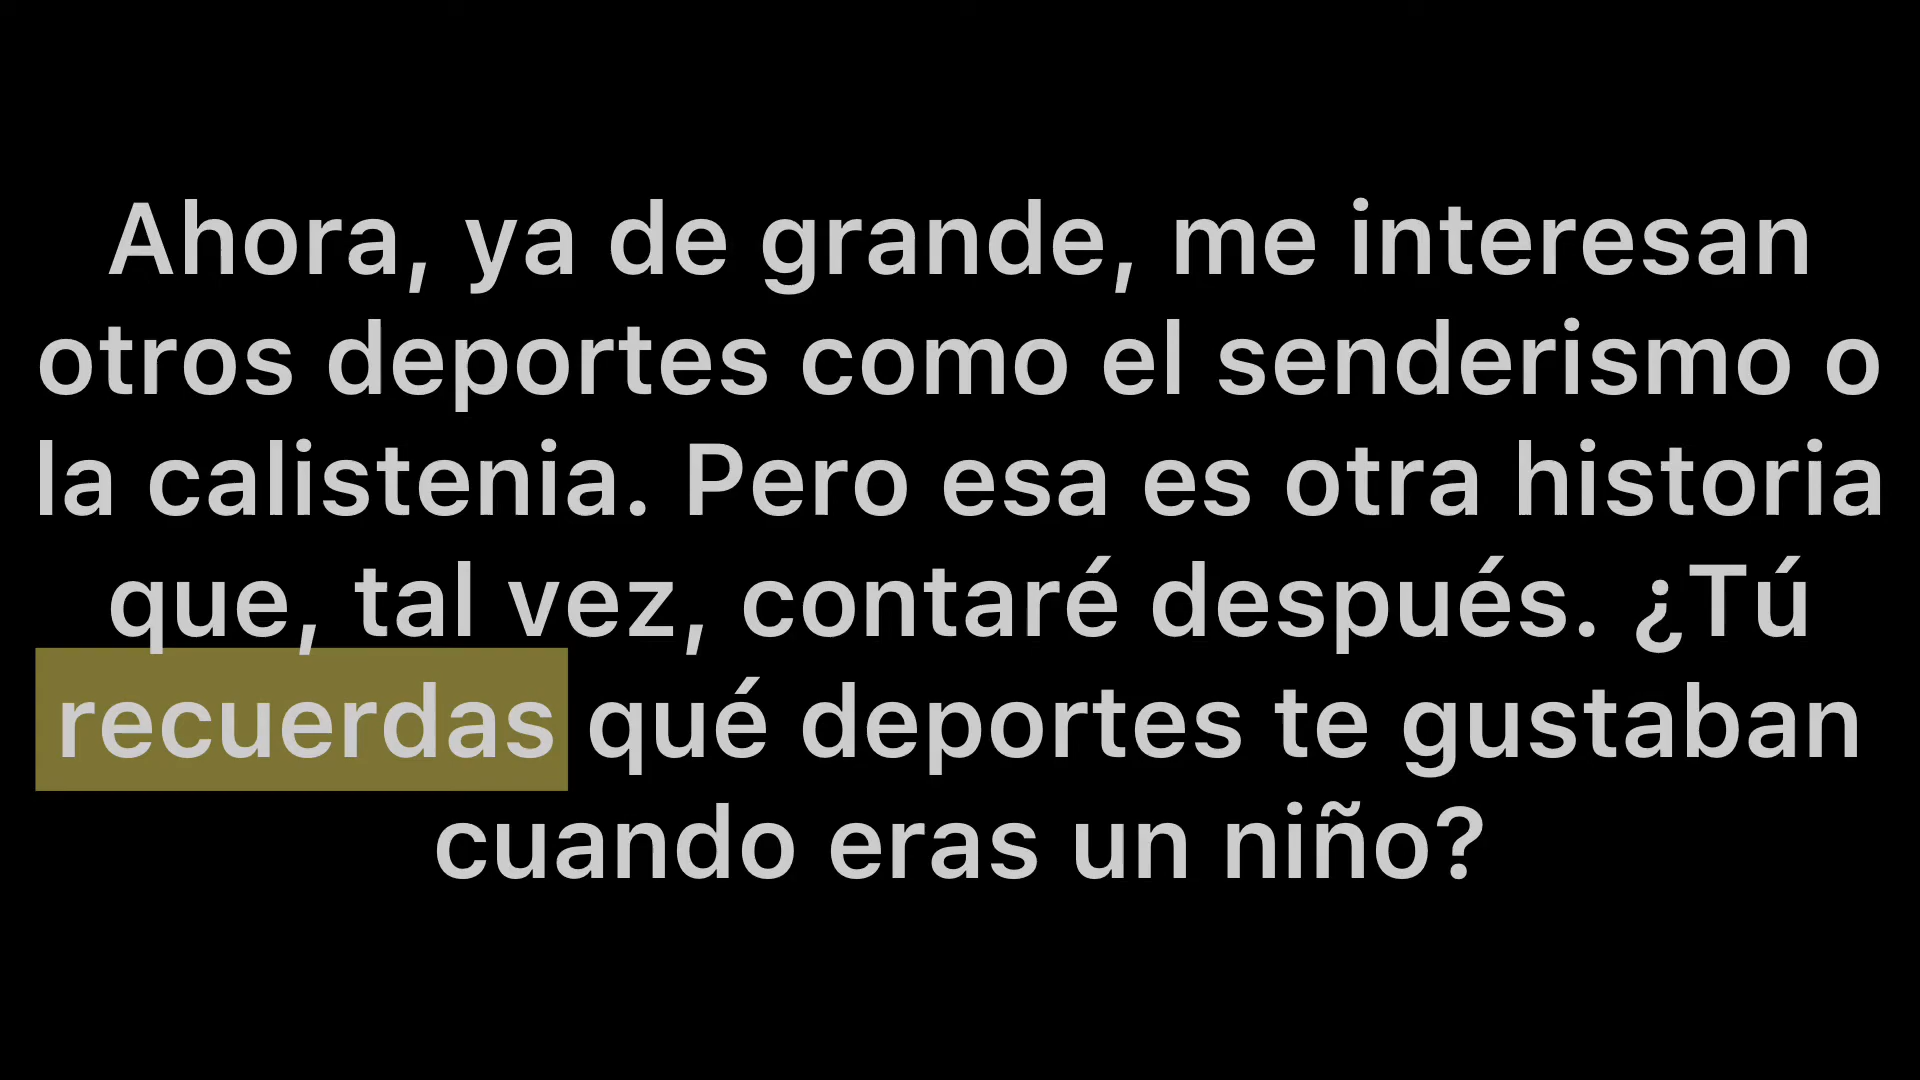 Ahora, ya de grande, me interesan
otros deportes como el senderismo o
la calistenia. Pero esa es otra historia
que, tal vez, contaré después. ¿Tú
recuerdas qué deportes te gustaban
cuando eras un niño?